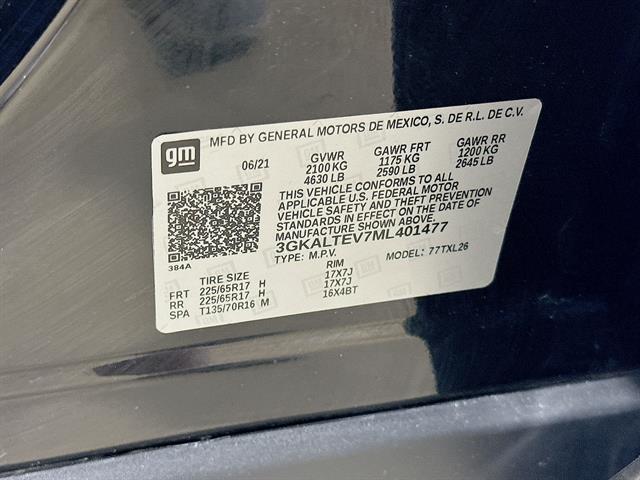 gm
MFD BY GENERAL MOTORS DE MEXICO, S. DE R.L. DE C.V.
06/21 GVWR GAWR FRT GAWR RR
2100 KG 1175 KG 1200 KG
4630 LB 2590 LB 2645 LB
THIS VEHICLE CONFORMS TO ALL
APPLICABLE U.S. FEDERAL MOTOR
VEHICLE SAFETY AND THEFT PREVENTION
STANDARDS IN EFFECT ON THE DATE OF
MANUFACTURE SHOWN ABOVE.
3GKALTEV7ML401477
384A
TYPE: M.P.V. MODEL: 77TXL26
TIRE SIZE RIM
FRT 225/65R17 H 17X7J
RR 225/65R17 H 17X7J
SPA T135/70R16 M 16X4BT